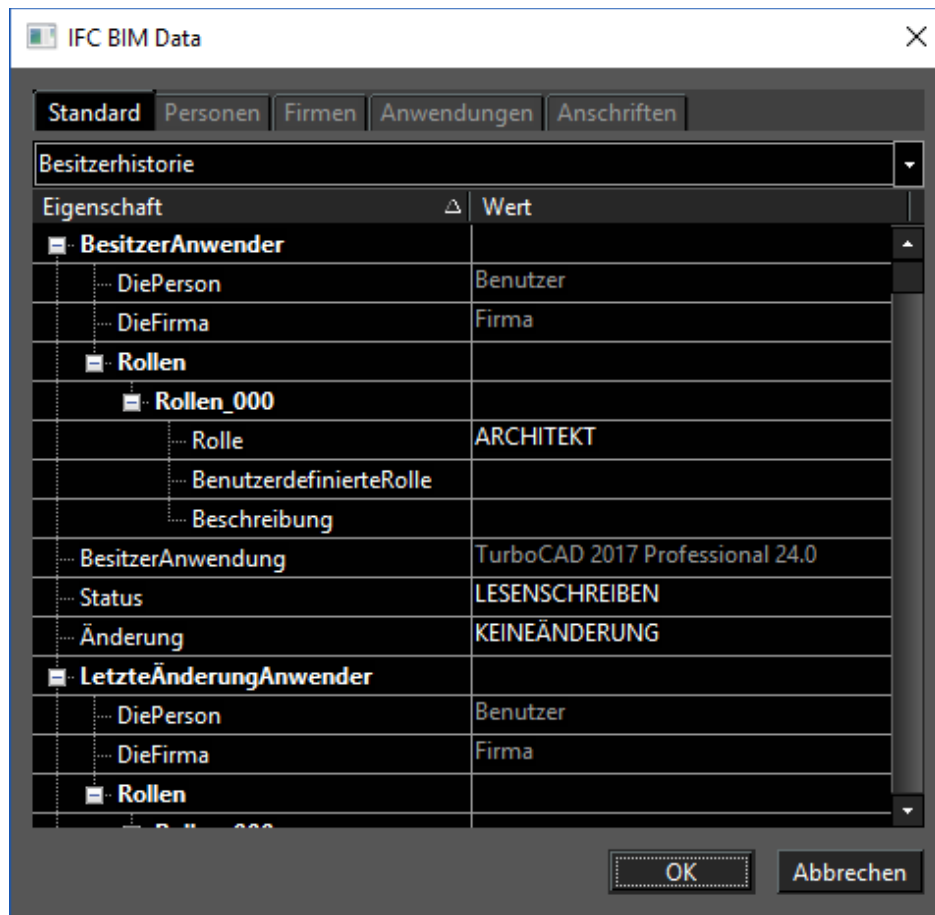 IFC BIM Data
Standard Personen Firmen Anwendungen Anschriften
Besitzerhistorie
Eigenschaft Wert
BesitzerAnwender
DiePerson Benutzer
DieFirma Firma
Rollen
Rollen_000
Rolle ARCHITEKT
BenutzerdefinierteRolle
Beschreibung
BesitzerAnwendung TurboCAD 2017 Professional 24.0
Status LESENSCHREIBEN
Änderung KEINEÄNDERUNG
LetzteÄnderungAnwender
DiePerson Benutzer
DieFirma Firma
Rollen
OK Abbrechen